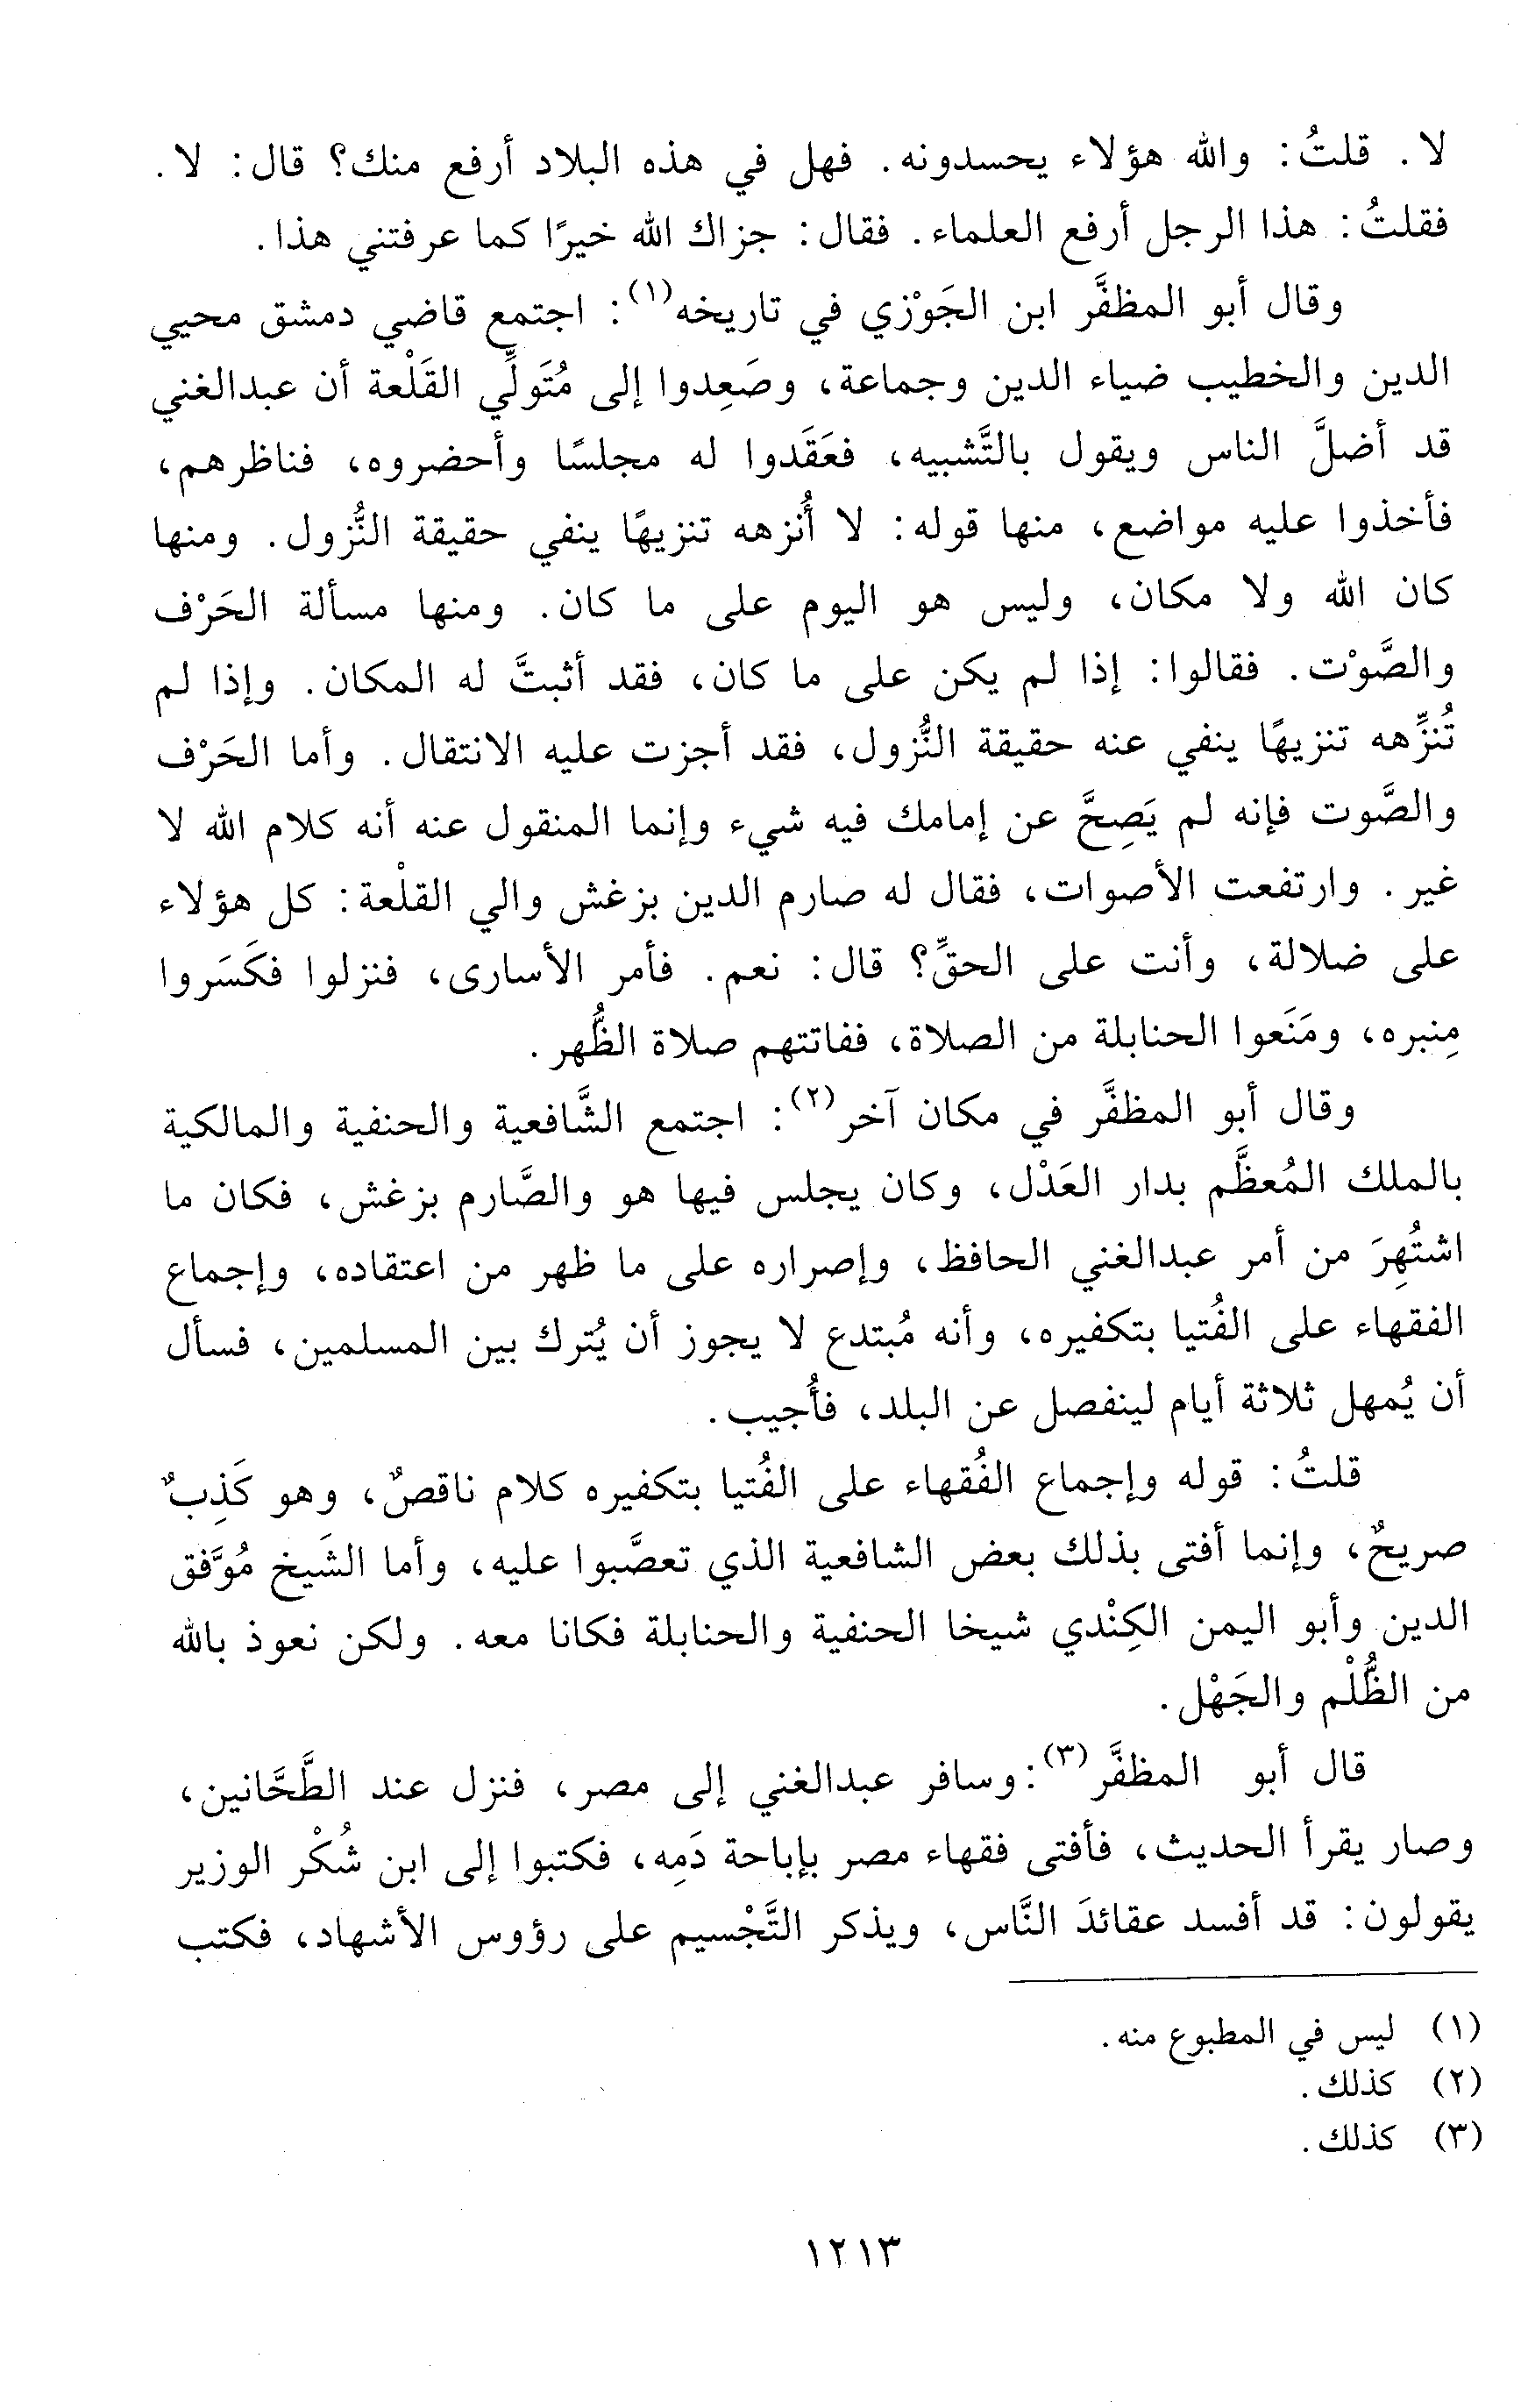 لا. قلتُ: والله هؤلاء يحسدونه. فهل في هذه البلاد أرفع منك؟ قال: لا.
فقلتُ: هذا الرجل أرفع العلماء. فقال: جزاك الله خيرًا كما عرفتني هذا.
وقال أبو المظفَّر ابن الجَوْزي في تاريخه(١): اجتمع قاضي دمشق محيي
الدين والخطيب ضياء الدين وجماعة، وصَعِدوا إلى مُتَولِّي القَلْعة أن عبدالغني
قد أضلَّ الناس ويقول بالتَّشبيه، فعَقَدوا له مجلسًا وأحضروه، فناظرهم،
فأخذوا عليه مواضع، منها قوله: لا أُنزهه تنزيهًا ينفي حقيقة النُّزول. ومنها
كان الله ولا مكان، وليس هو اليوم على ما كان. ومنها مسألة الحَرْف
والصَّوْت. فقالوا: إذا لم يكن على ما كان، فقد أثبتَّ له المكان. وإذا لم
تُنزِّهه تنزيهًا ينفي عنه حقيقة النُّزول، فقد أجزت عليه الانتقال. وأما الحَرْف
والصَّوت فإنه لم يَصِحَّ عن إمامك فيه شيء وإنما المنقول عنه أنه كلام الله لا
غير. وارتفعت الأصوات، فقال له صارم الدين بزغش والي القلْعة: كل هؤلاء
على ضلالة، وأنت على الحقِّ؟ قال: نعم. فأمر الأسارى، فنزلوا فكَسَروا
مِنبره، ومَنَعوا الحنابلة من الصلاة، ففاتتهم صلاة الظُّهر.
وقال أبو المظفَّر في مكان آخر(٢): اجتمع الشَّافعية والحنفية والمالكية
بالملك المُعظَّم بدار العَدْل، وكان يجلس فيها هو والصَّارم بزغش، فكان ما
اشتُهِرَ من أمر عبدالغني الحافظ، وإصراره على ما ظهر من اعتقاده، وإجماع
الفقهاء على الفُتيا بتكفيره، وأنه مُبتدع لا يجوز أن يُترك بين المسلمين، فسأل
أن يُمهل ثلاثة أيام لينفصل عن البلد، فأُجيب.
قلتُ: قوله وإجماع الفُقهاء على الفُتيا بتكفيره كلام ناقصٌ، وهو كَذِبٌ
صريحٌ، وإنما أفتى بذلك بعض الشافعية الذي تعصَّبوا عليه، وأما الشَيخ مُوَّفق
الدين وأبو اليمن الكِنْدي شيخا الحنفية والحنابلة فكانا معه. ولكن نعوذ بالله
من الظُّلْم والجَهْل.
قال أبو المظفَّر(٣): وسافر عبدالغني إلى مصر، فنزل عند الطَّحَّانين،
وصار يقرأ الحديث، فأفتى فقهاء مصر بإباحة دَمِه، فكتبوا إلى ابن شُكْر الوزير
يقولون: قد أفسد عقائدَ النَّاس، ويذكر التَّجْسيم على رؤوس الأشهاد، فكتب
(١) ليس في المطبوع منه.
(٢) كذلك.
(٣) كذلك.
١٢١٣